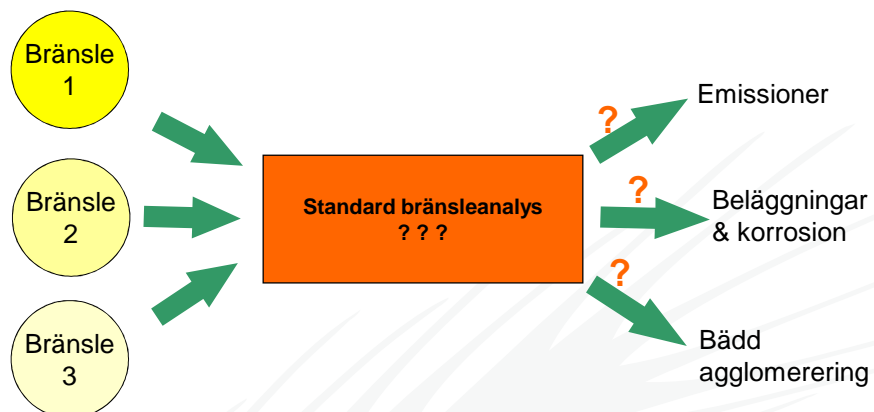 Bränsle
1
Bränsle
2
Bränsle
3
Standard bränsleanalys
? ? ?
?
Emissioner
?
Beläggningar
& korrosion
?
Bädd
agglomerering